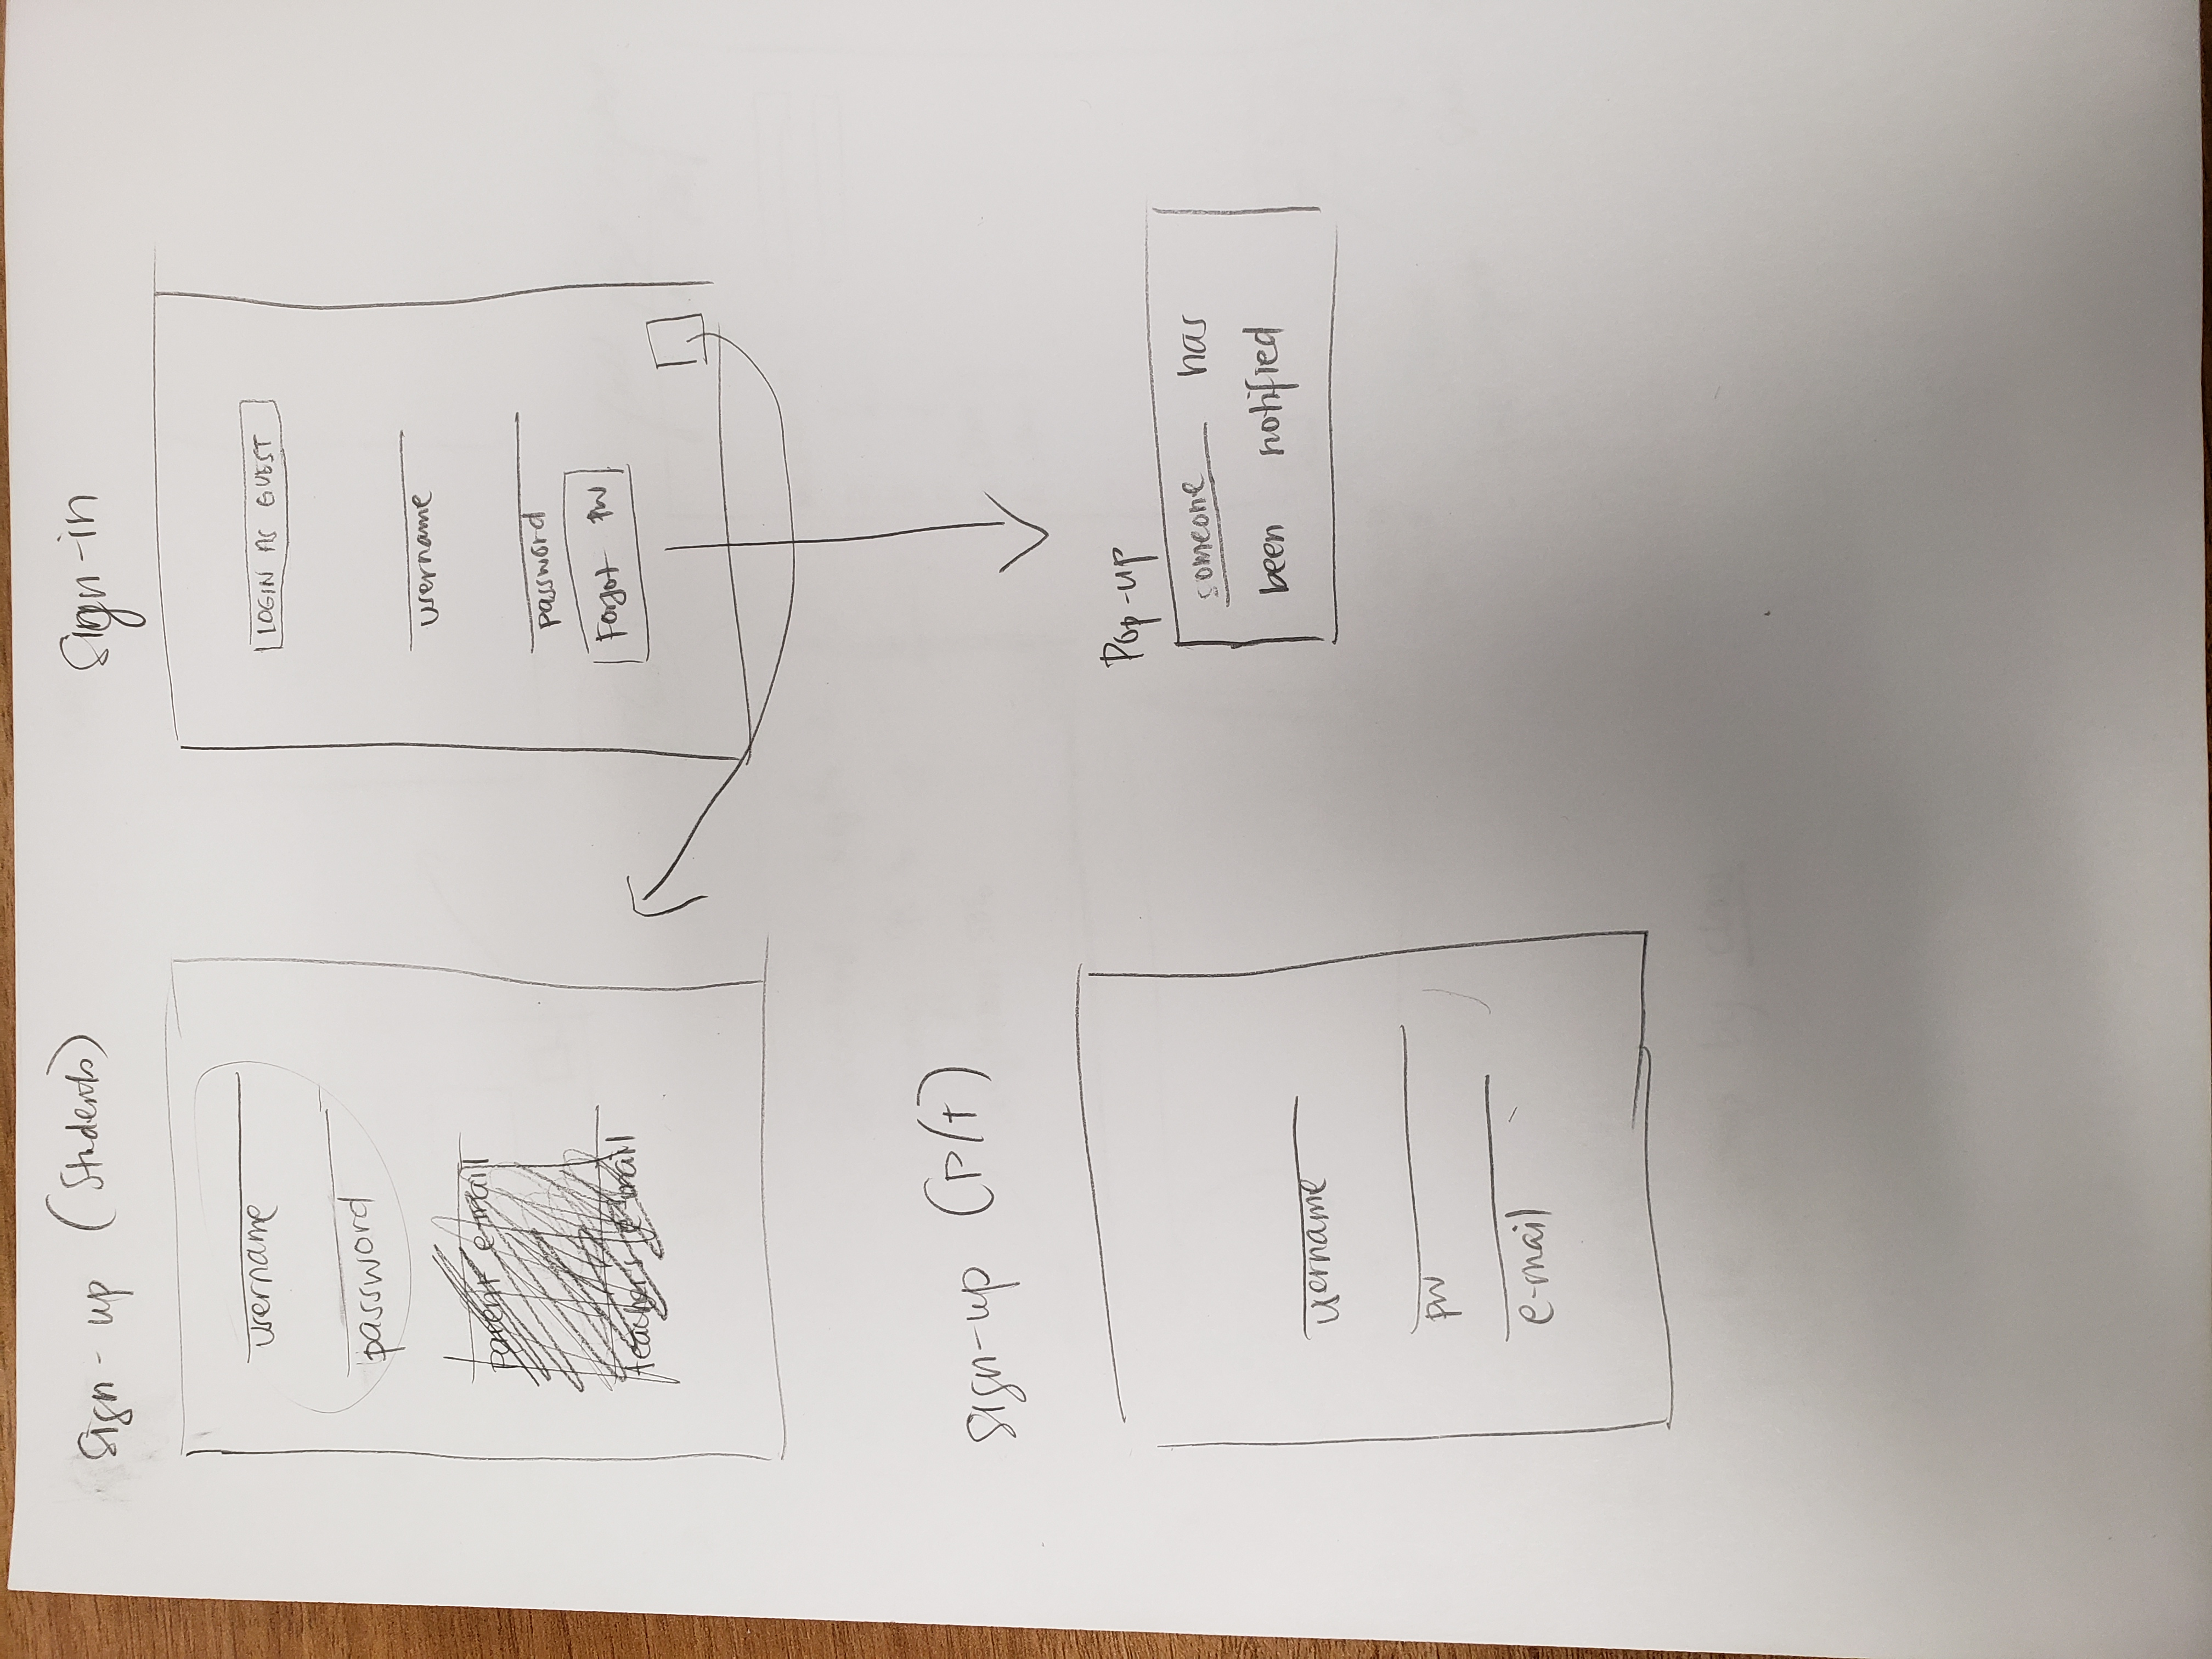 Sign-up (Students)
username
password
parent e-mail
teacher's e-mail
Sign-in
LOGIN AS GUEST
username
password
Forgot PW
Sign-up (P/T)
username
pw
e-mail
Pop-up
someone has
been notified